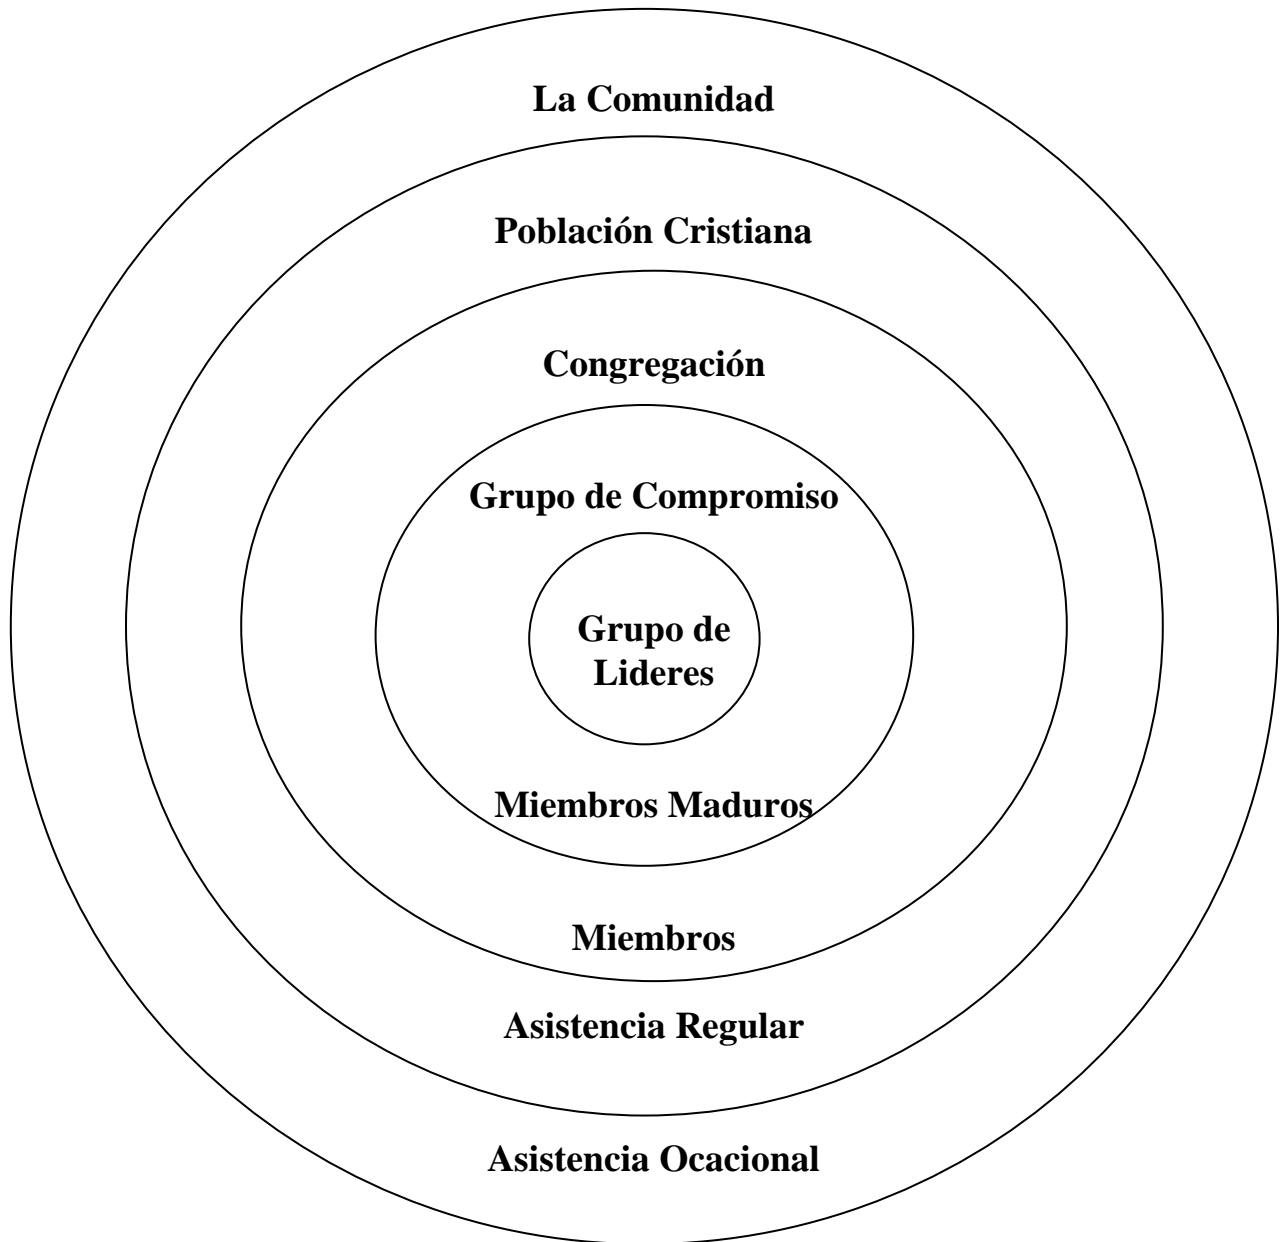 La Comunidad
Población Cristiana
Congregación
Grupo de Compromiso
Grupo de
Lideres
Miembros Maduros
Miembros
Asistencia Regular
Asistencia Ocacional